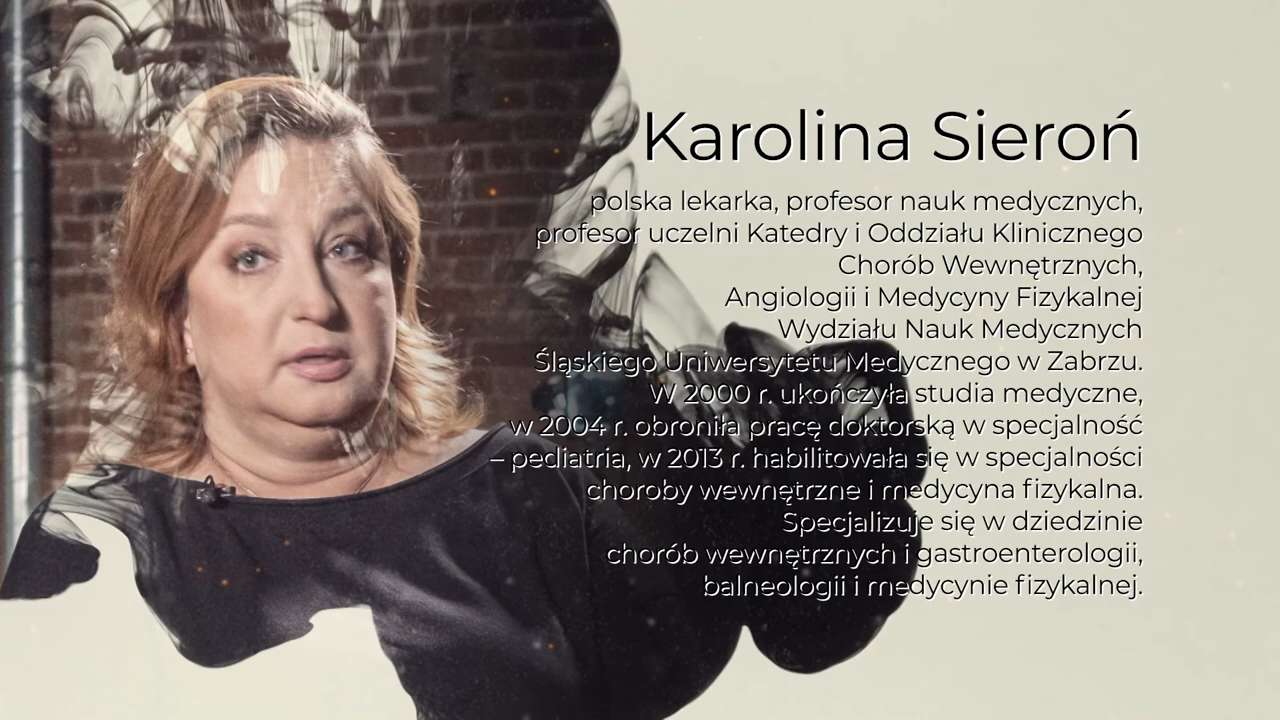 Karolina Sieroń
polska lekarka, profesor nauk medycznych,
profesor uczelni Katedry i Oddziału Klinicznego
Chorób Wewnętrznych,
Angiologii i Medycyny Fizykalnej
Wydziału Nauk Medycznych
Śląskiego Uniwersytetu Medycznego w Zabrzu.
W 2000 r. ukończyła studia medyczne,
w 2004 r. obroniła pracę doktorską w specjalność
– pediatria, w 2013 r. habilitowała się w specjalności
choroby wewnętrzne i medycyna fizykalna.
Specjalizuje się w dziedzinie
chorób wewnętrznych i gastroenterologii,
balneologii i medycynie fizykalnej.